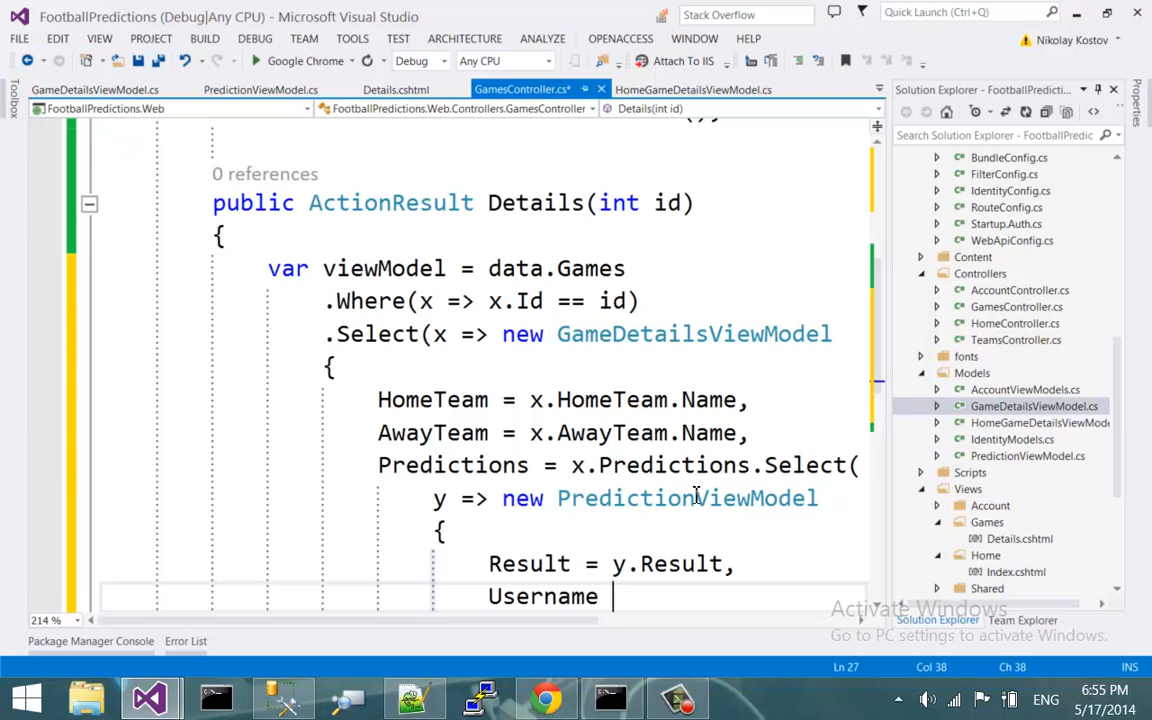 FootballPredictions (Debug|Any CPU) - Microsoft Visual Studio
Stack Overflow
Quick Launch (Ctrl+Q)
FILE EDIT VIEW PROJECT BUILD DEBUG TEAM TOOLS TEST ARCHITECTURE ANALYZE OPENACCESS WINDOW HELP
Nikolay Kostov
Google Chrome Debug Any CPU Attach To IIS
Toolbox
GameDetailsViewModel.cs PredictionViewModel.cs Details.cshtml GamesController.cs* HomeGameDetailsViewModel.cs
FootballPredictions.Web FootballPredictions.Web.Controllers.GamesController Details(int id)
0 references
public ActionResult Details(int id)
{
var viewModel = data.Games
.Where(x => x.Id == id)
.Select(x => new GameDetailsViewModel
{
HomeTeam = x.HomeTeam.Name,
AwayTeam = x.AwayTeam.Name,
Predictions = x.Predictions.Select(
y => new PredictionViewModel
{
Result = y.Result,
Username
214 %
Solution Explorer - FootballPredicti...
Properties
Search Solution Explorer - FootballPredic
BundleConfig.cs
FilterConfig.cs
IdentityConfig.cs
RouteConfig.cs
Startup.Auth.cs
WebApiConfig.cs
Content
Controllers
AccountController.cs
GamesController.cs
HomeController.cs
TeamsController.cs
fonts
Models
AccountViewModels.cs
GameDetailsViewModel.cs
HomeGameDetailsViewMode
IdentityModels.cs
PredictionViewModel.cs
Scripts
Views
Account
Games
Details.cshtml
Home
Index.cshtml
Shared
Activate Windows
Go to PC settings to activate Windows.
Solution Explorer Team Explorer
Package Manager Console Error List
Ln 27 Col 38 Ch 38 INS
ENG
6:55 PM
5/17/2014